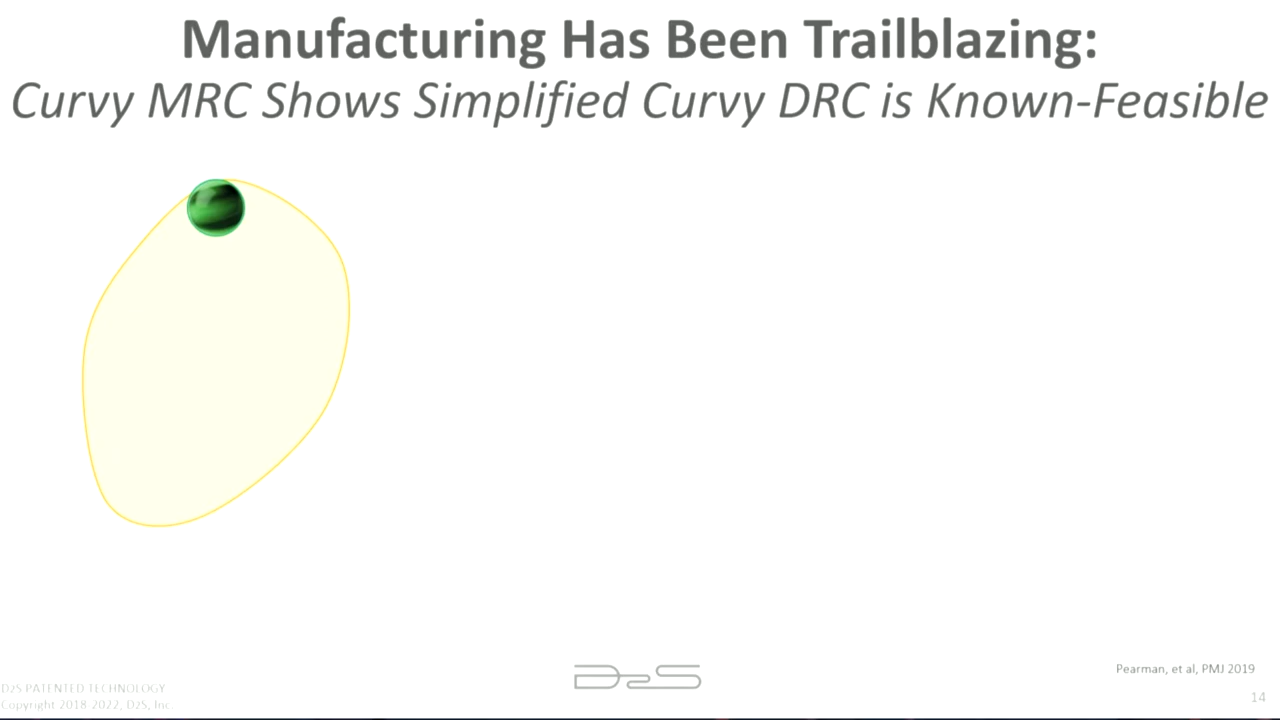 Manufacturing Has Been Trailblazing:
Curvy MRC Shows Simplified Curvy DRC is Known-Feasible
Pearman, et al, PMJ 2019
D2S PATENTED TECHNOLOGY
Copyright 2018-2022, D2S, Inc.
D2S
14